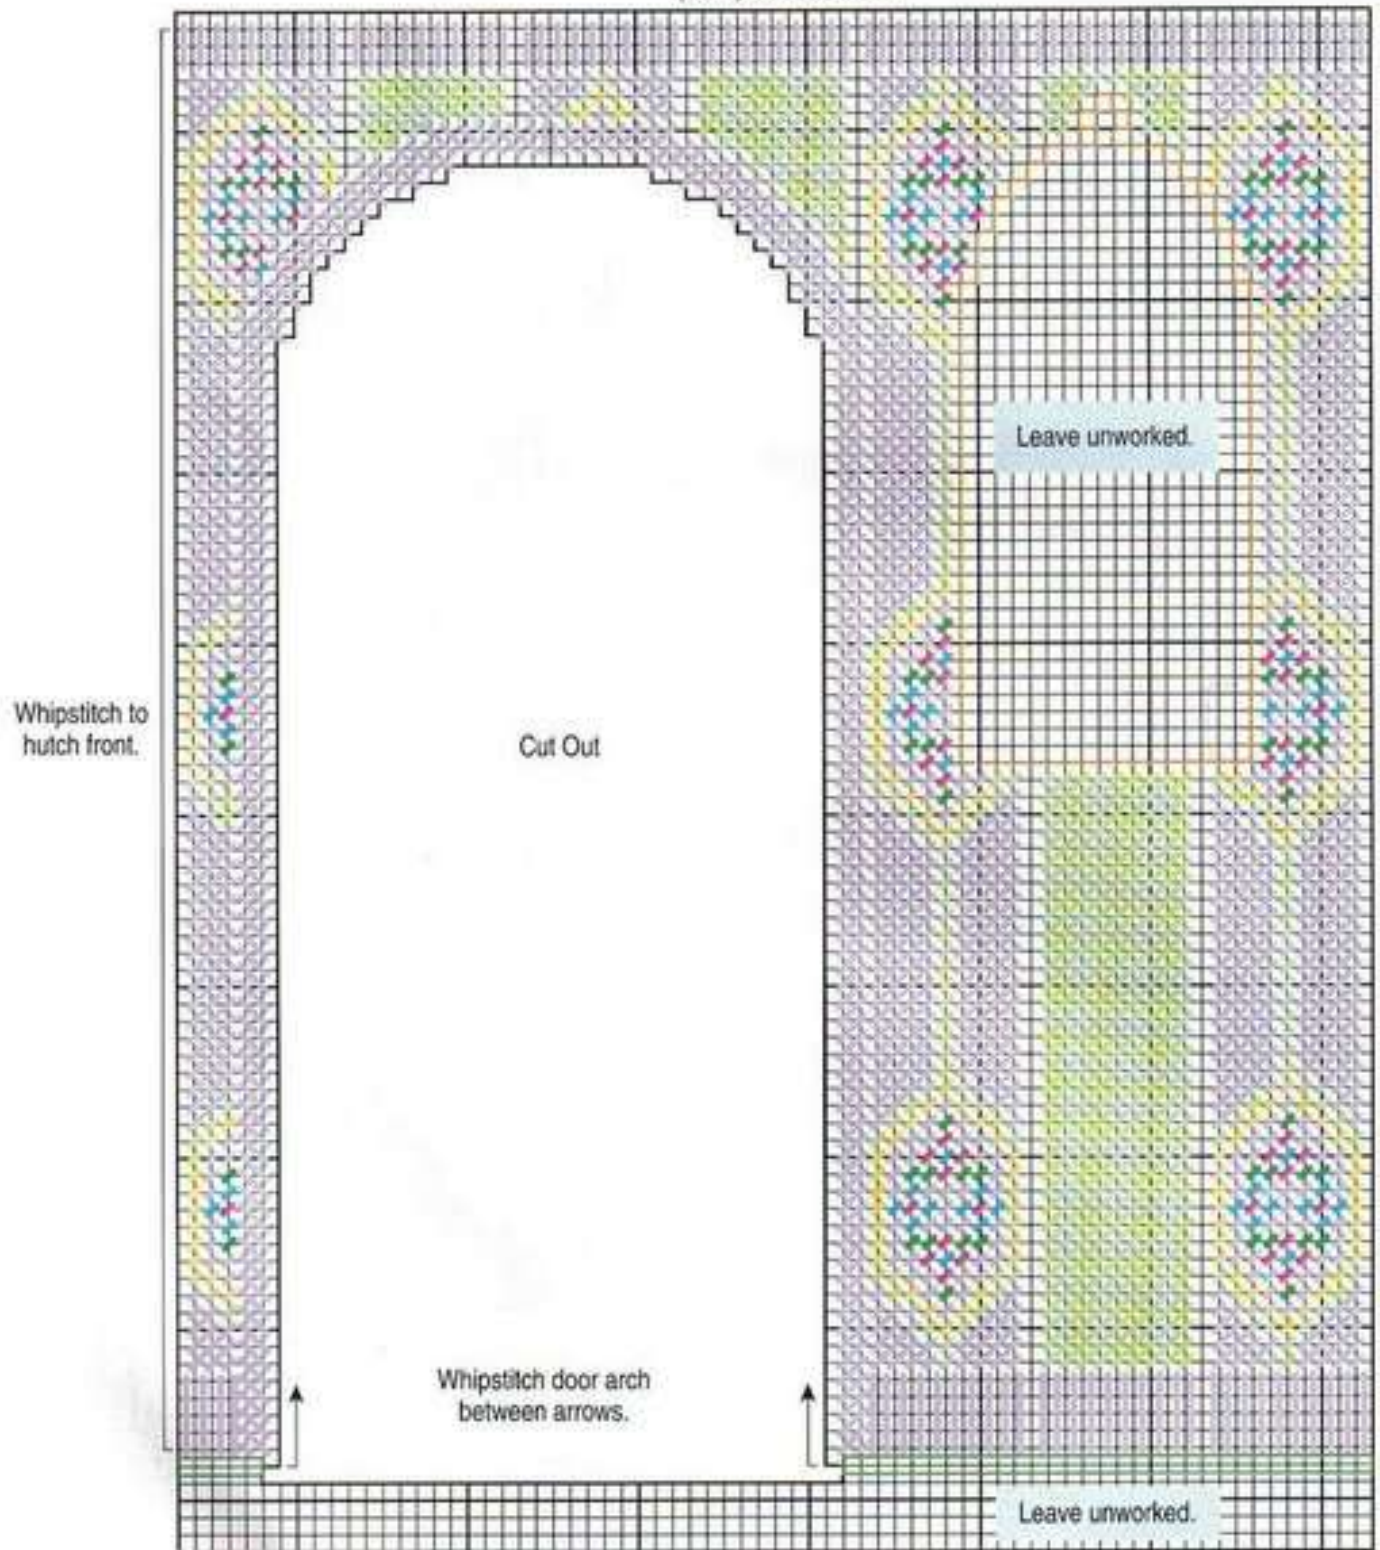 Leave unworked.
Whipstitch to
hutch front.
Cut Out
Whipstitch door arch
between arrows.
Leave unworked.